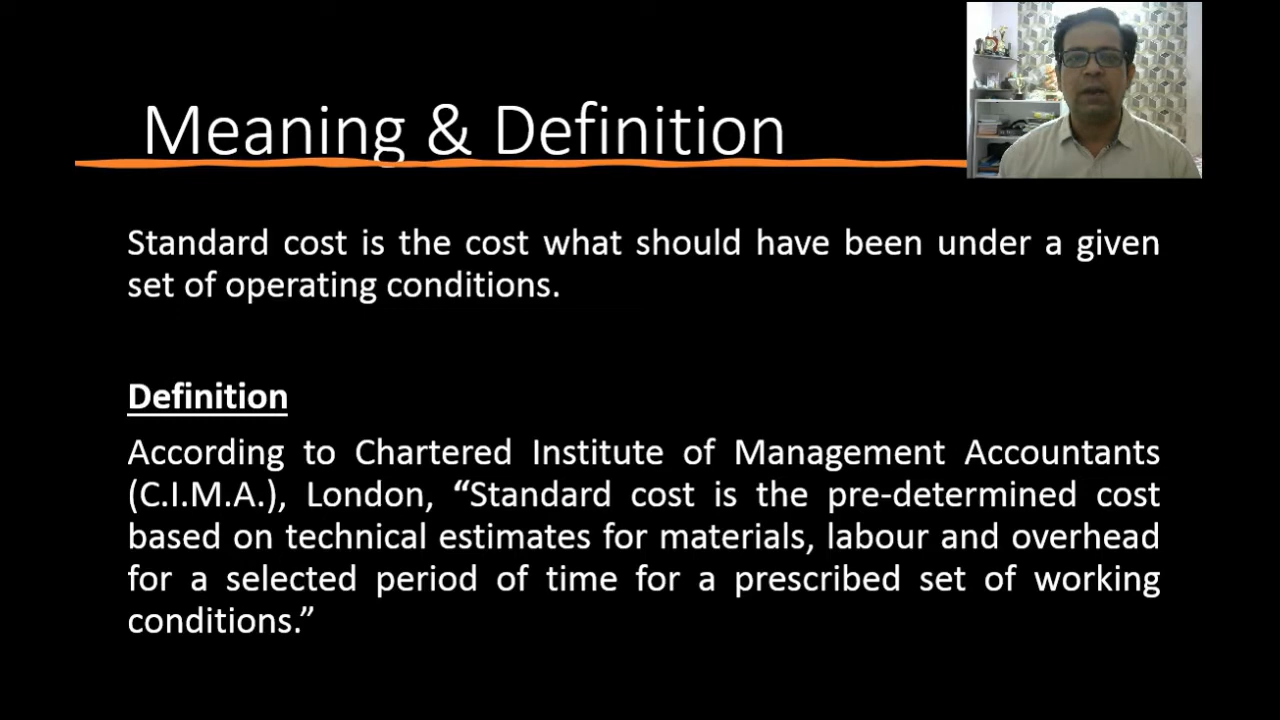 Meaning & Definition
Standard cost is the cost what should have been under a given
set of operating conditions.
Definition
According to Chartered Institute of Management Accountants
(C.I.M.A.), London, “Standard cost is the pre-determined cost
based on technical estimates for materials, labour and overhead
for a selected period of time for a prescribed set of working
conditions.”